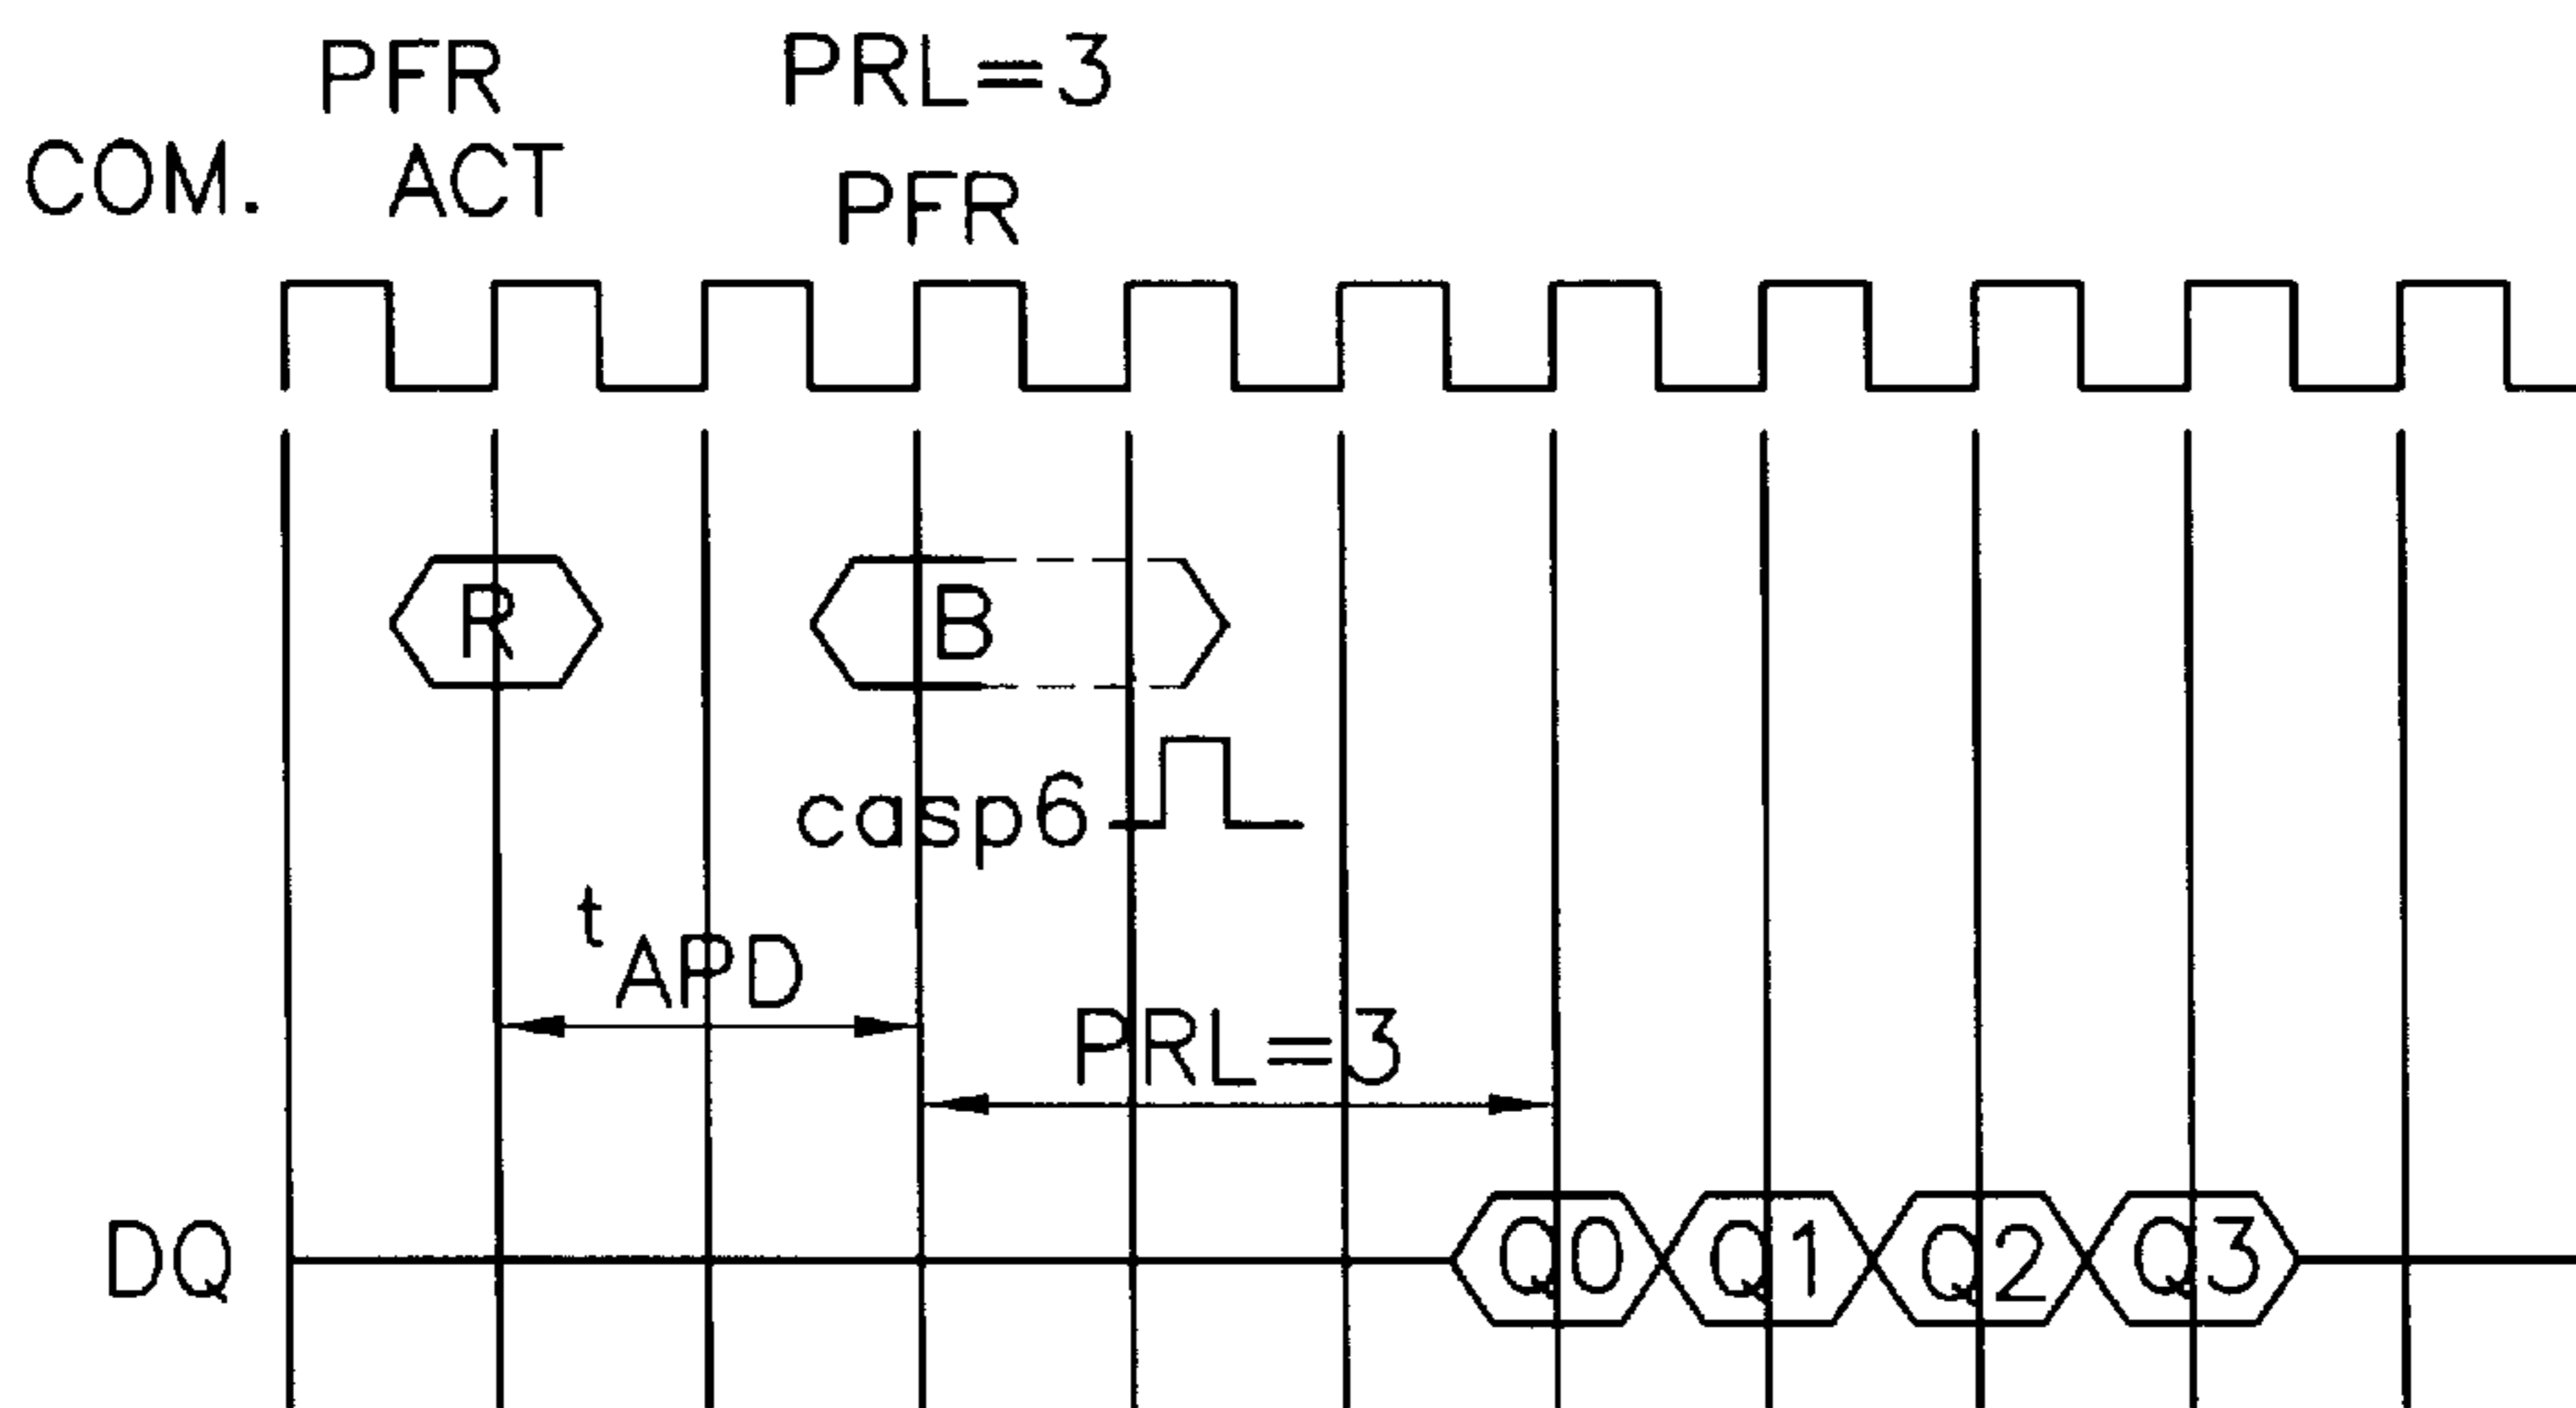 PFR PRL=3
COM. ACT PFR
R B
casp6
tAPD
PRL=3
DQ Q0 Q1 Q2 Q3